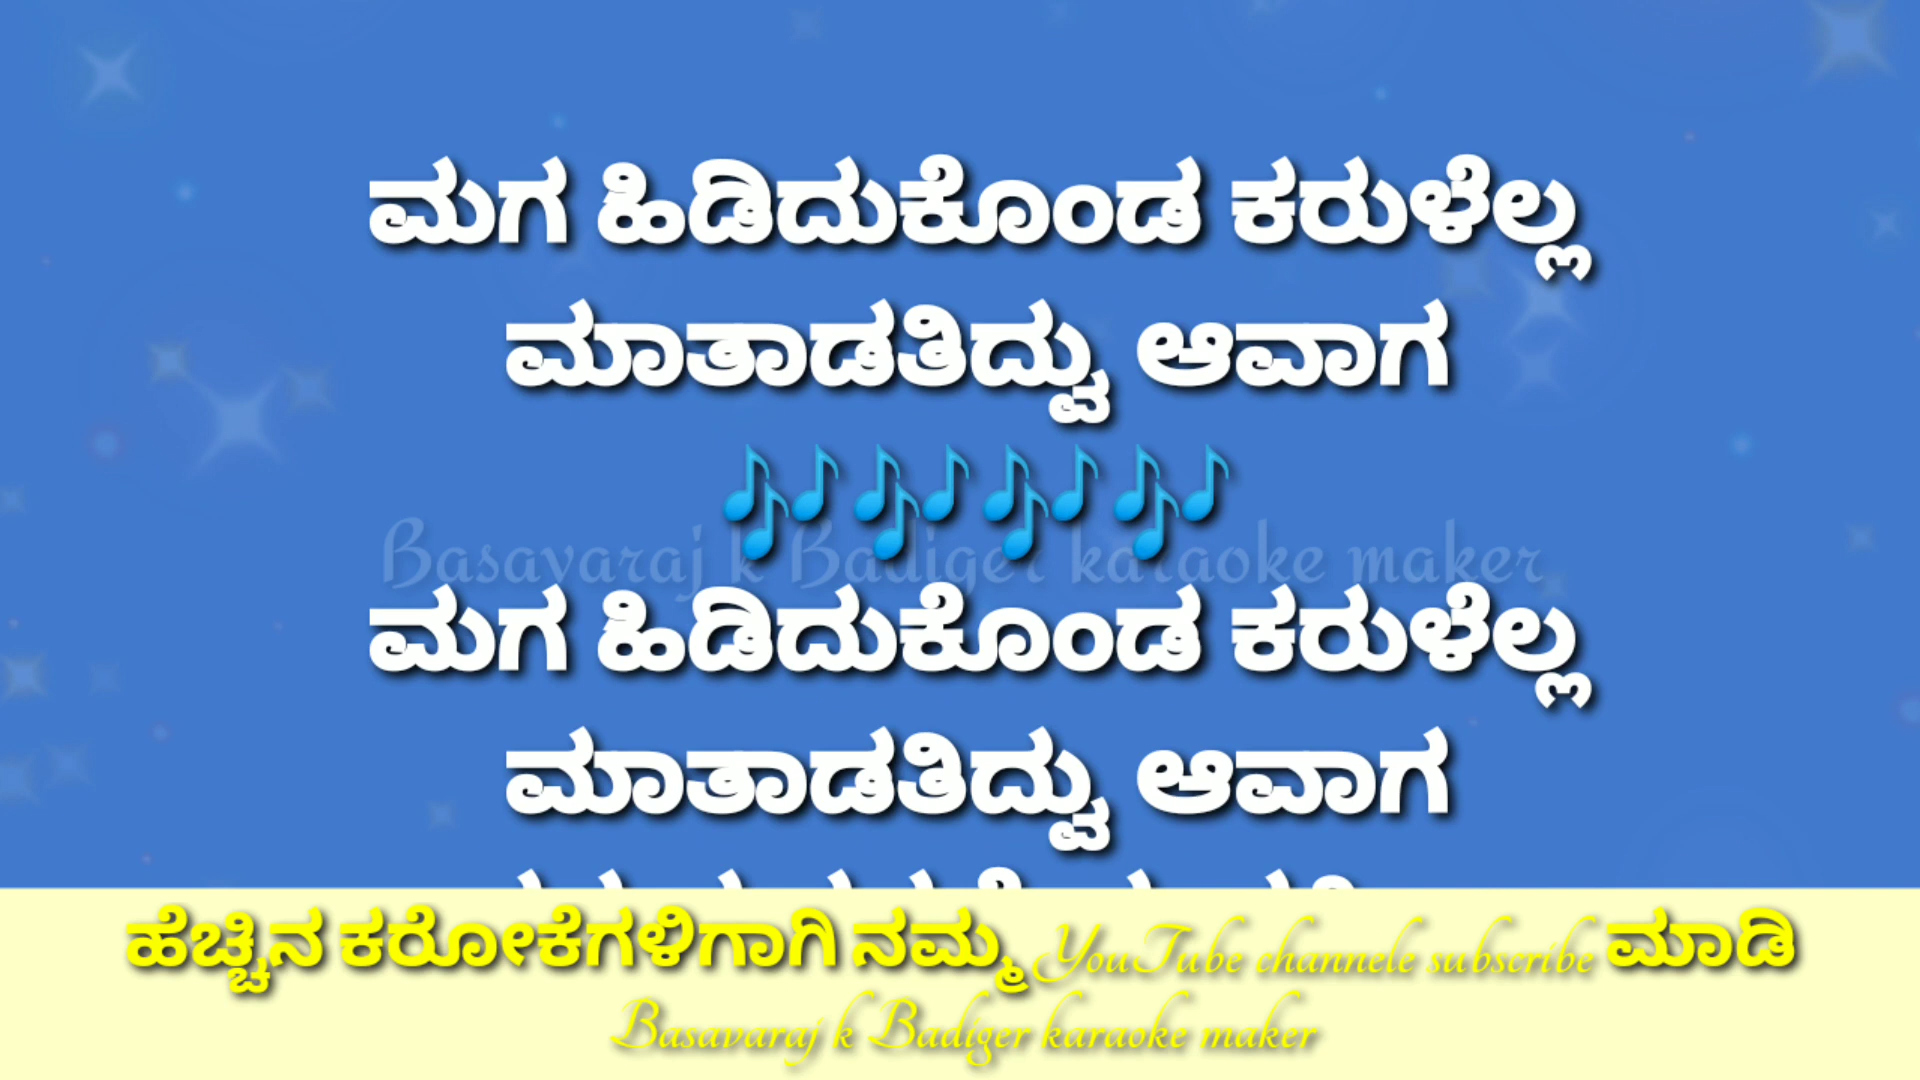 ಮಗ ಹಿಡಿದುಕೊಂಡ ಕರುಳೆಲ್ಲ
ಮಾತಾಡತಿದ್ವು ಆವಾಗ
🎶🎶🎶🎶
Basavaraj k Badiger karaoke maker
ಮಗ ಹಿಡಿದುಕೊಂಡ ಕರುಳೆಲ್ಲ
ಮಾತಾಡತಿದ್ವು ಆವಾಗ
ಹೆಚ್ಚಿನ ಕರೋಕೆಗಳಿಗಾಗಿ ನಮ್ಮ YouTube channele subscribe ಮಾಡಿ
Basavaraj k Badiger karaoke maker